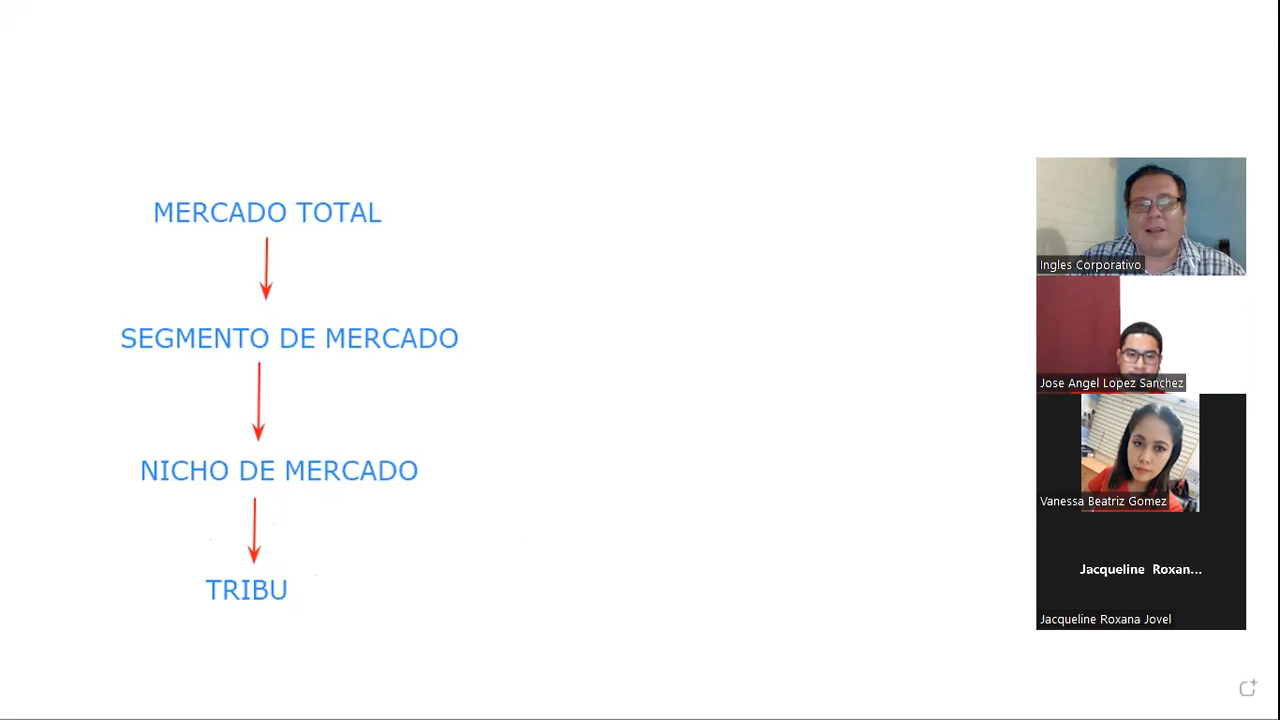 MERCADO TOTAL
SEGMENTO DE MERCADO
NICHO DE MERCADO
TRIBU
Ingles Corporativo
Jose Angel Lopez Sanchez
Vanessa Beatriz Gomez
Jacqueline Roxan...
Jacqueline Roxana Jovel